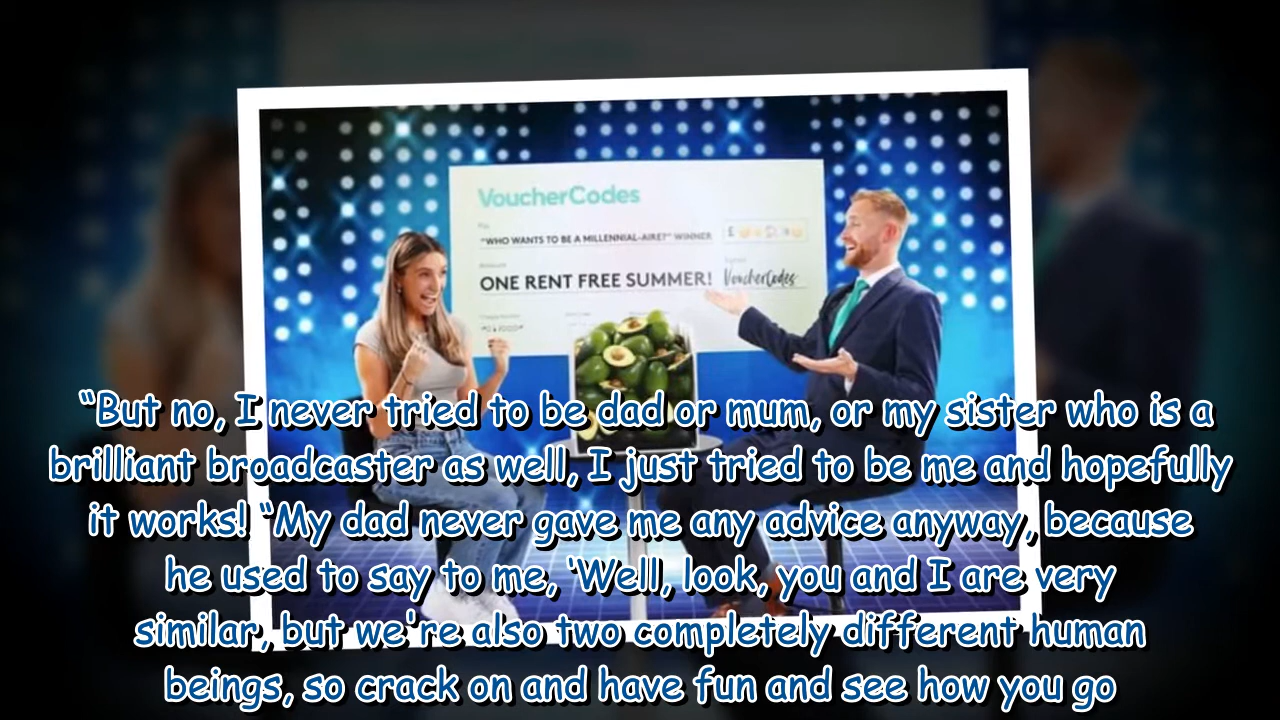 VoucherCodes
"WHO WANTS TO BE A MILLENNIAL-AIRE?" WINNER
ONE RENT FREE SUMMER!
VoucherCodes
“But no, I never tried to be dad or mum, or my sister who is a
brilliant broadcaster as well, I just tried to be me and hopefully
it works! “My dad never gave me any advice anyway, because
he used to say to me, ‘Well, look, you and I are very
similar, but we're also two completely different human
beings, so crack on and have fun and see how you go